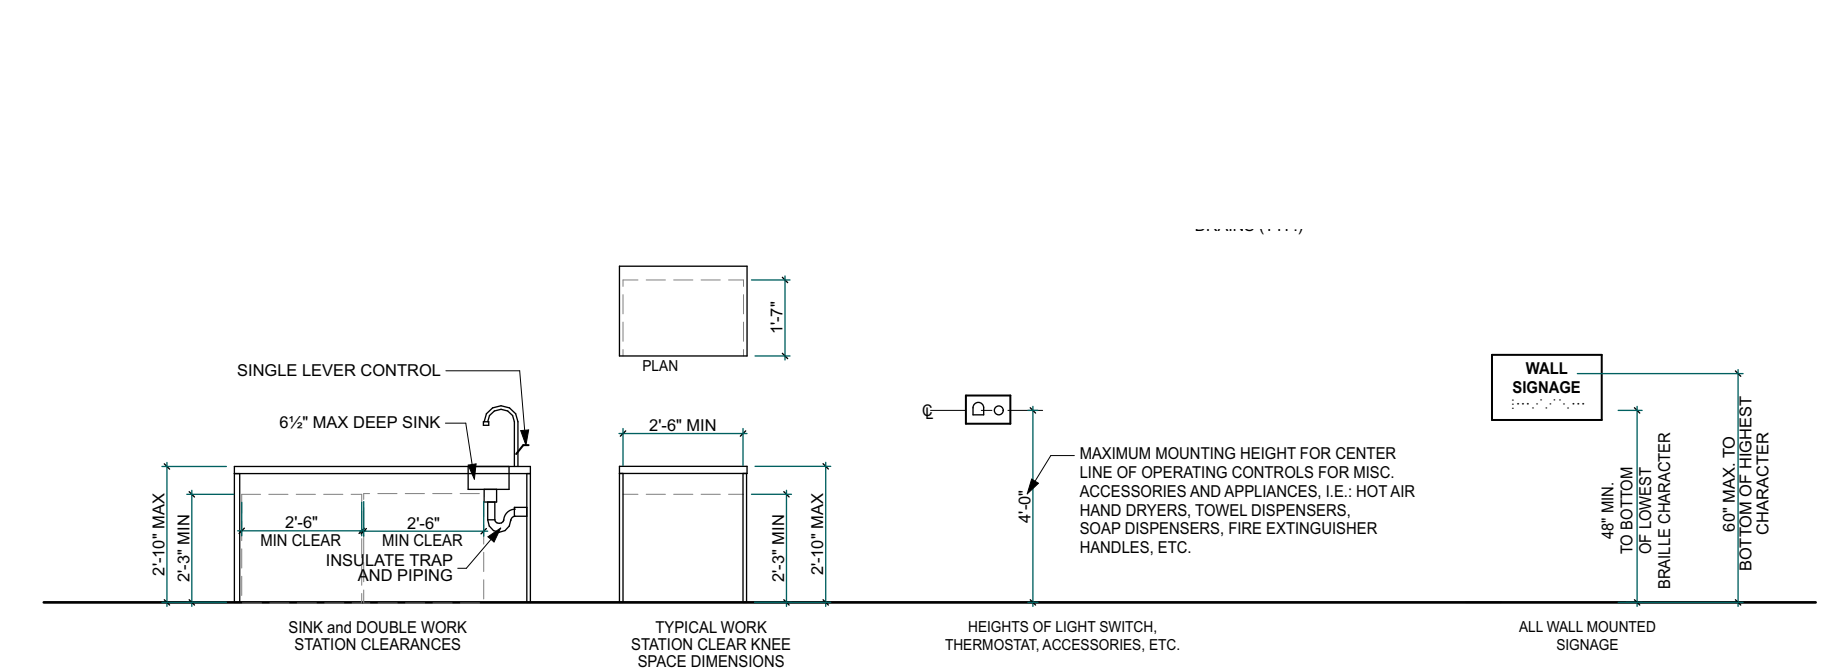 1'-7"
PLAN
SINGLE LEVER CONTROL
6½" MAX DEEP SINK
2'-10" MAX
2'-3" MIN
2'-6"
MIN CLEAR
2'-6"
MIN CLEAR
INSULATE TRAP
AND PIPING
SINK and DOUBLE WORK
STATION CLEARANCES
2'-6" MIN
2'-3" MIN
2'-10" MAX
TYPICAL WORK
STATION CLEAR KNEE
SPACE DIMENSIONS
4'-0"
MAXIMUM MOUNTING HEIGHT FOR CENTER
LINE OF OPERATING CONTROLS FOR MISC.
ACCESSORIES AND APPLIANCES, I.E.: HOT AIR
HAND DRYERS, TOWEL DISPENSERS,
SOAP DISPENSERS, FIRE EXTINGUISHER
HANDLES, ETC.
HEIGHTS OF LIGHT SWITCH,
THERMOSTAT, ACCESSORIES, ETC.
WALL
SIGNAGE
48" MIN.
TO BOTTOM
OF LOWEST
BRAILLE CHARACTER
60" MAX. TO
BOTTOM OF HIGHEST
CHARACTER
ALL WALL MOUNTED
SIGNAGE